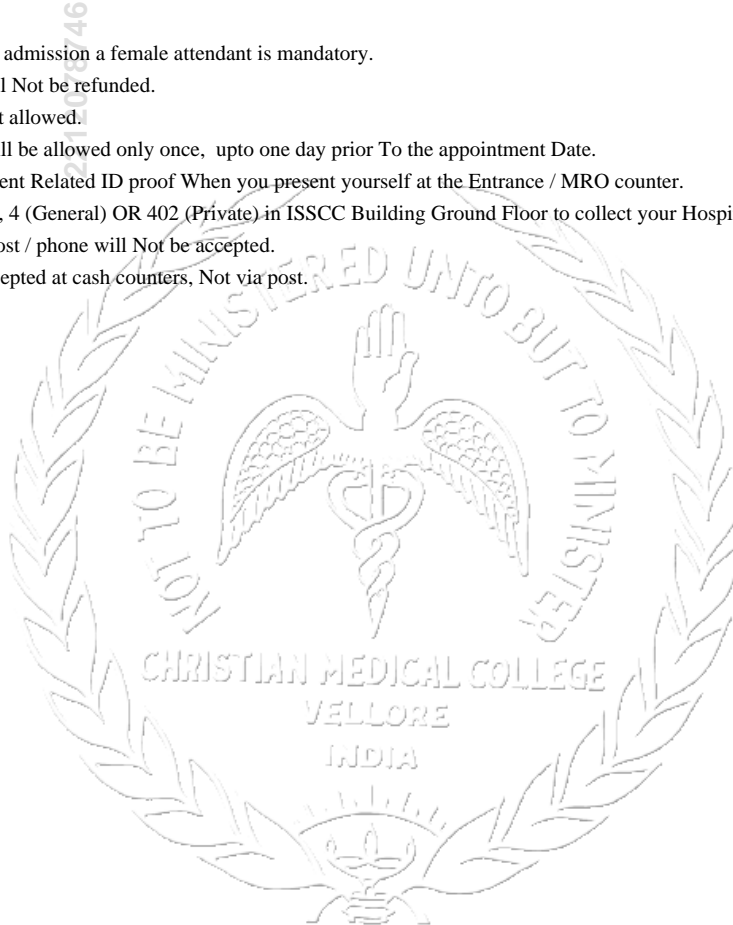 admission a female attendant is mandatory.
l Not be refunded.
t allowed.
ll be allowed only once, upto one day prior To the appointment Date.
ent Related ID proof When you present yourself at the Entrance / MRO counter.
, 4 (General) OR 402 (Private) in ISSCC Building Ground Floor to collect your Hospi
ost / phone will Not be accepted.
epted at cash counters, Not via post.
NOT TO BE MINISTERED UNTO BUT TO MINISTER
CHRISTIAN MEDICAL COLLEGE
VELLORE
INDIA